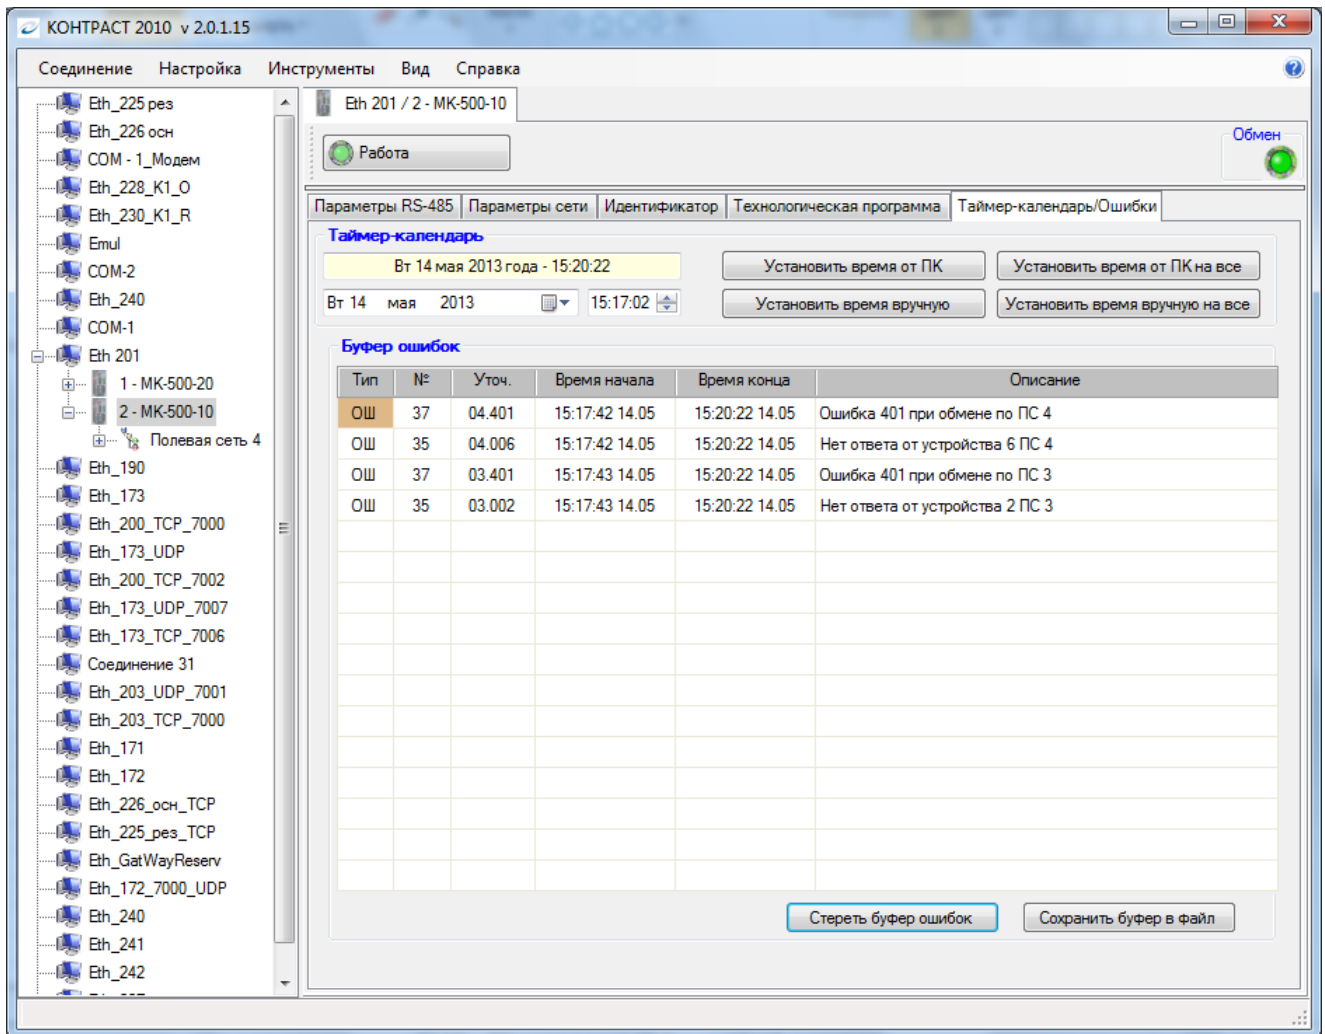 КОНТРАСТ 2010 v 2.0.1.15
Соединение Настройка Инструменты Вид Справка
Eth_225 рез
Eth_226 осн
COM - 1_Модем
Eth_228_K1_O
Eth_230_K1_R
Emul
COM-2
Eth_240
COM-1
Eth 201
1 - МК-500-20
2 - МК-500-10
Полевая сеть 4
Eth_190
Eth_173
Eth_200_TCP_7000
Eth_173_UDP
Eth_200_TCP_7002
Eth_173_UDP_7007
Eth_173_TCP_7006
Соединение 31
Eth_203_UDP_7001
Eth_203_TCP_7000
Eth_171
Eth_172
Eth_226_осн_TCP
Eth_225_рез_TCP
Eth_GatWayReserv
Eth_172_7000_UDP
Eth_240
Eth_241
Eth_242
Eth 201 / 2 - МК-500-10
Работа
Обмен
Параметры RS-485 Параметры сети Идентификатор Технологическая программа Таймер-календарь/Ошибки
Таймер-календарь
Вт 14 мая 2013 года - 15:20:22 Установить время от ПК Установить время от ПК на все
Вт 14 мая 2013 15:17:02 Установить время вручную Установить время вручную на все
Буфер ошибок
Тип № Уточ. Время начала Время конца Описание
ОШ 37 04.401 15:17:42 14.05 15:20:22 14.05 Ошибка 401 при обмене по ПС 4
ОШ 35 04.006 15:17:42 14.05 15:20:22 14.05 Нет ответа от устройства 6 ПС 4
ОШ 37 03.401 15:17:43 14.05 15:20:22 14.05 Ошибка 401 при обмене по ПС 3
ОШ 35 03.002 15:17:43 14.05 15:20:22 14.05 Нет ответа от устройства 2 ПС 3
Стереть буфер ошибок Сохранить буфер в файл